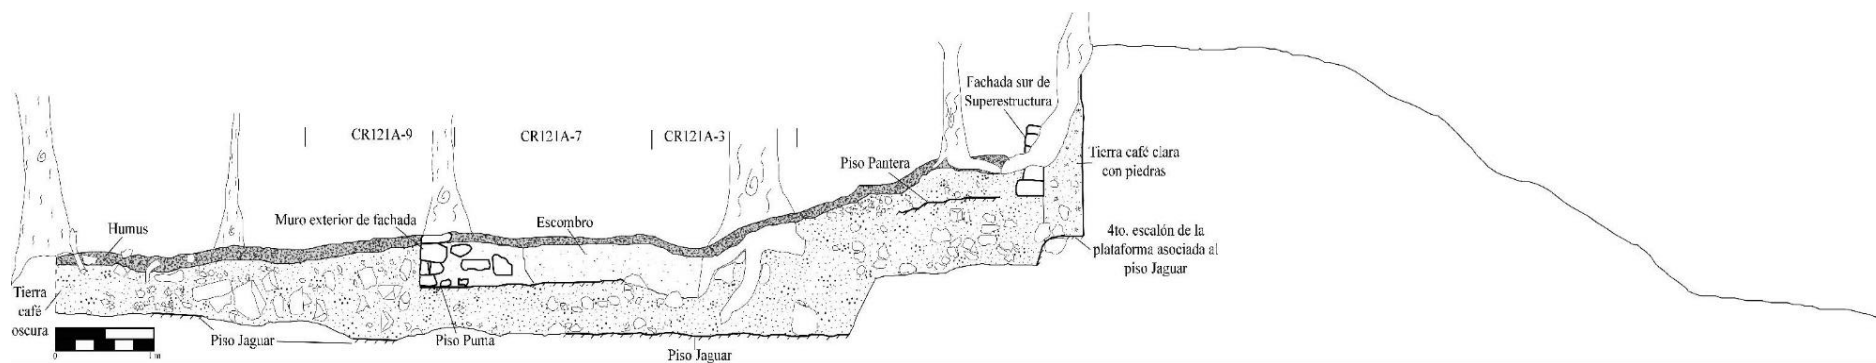 Fachada sur de
Superestructura
CR121A-9
CR121A-7
CR121A-3
Piso Pantera
Tierra café clara
con piedras
Muro exterior de fachada
Escombro
Humus
4to. escalón de la
plataforma asociada al
piso Jaguar
Tierra
café
oscura
Piso Jaguar
Piso Puma
Piso Jaguar
0
1 m